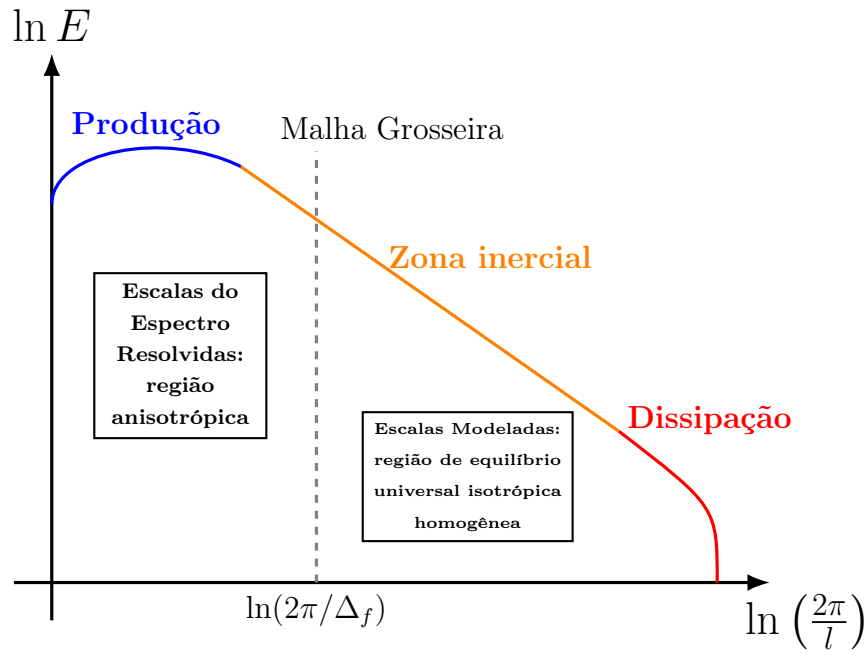 ln E
Produção
Malha Grosseira
Zona inercial
Escalas do
Espectro
Resolvidas:
região
anisotrópica
Dissipação
Escalas Modeladas:
região de equilíbrio
universal isotrópica
homogênea
ln(2π/Δ_f)
ln (2π/l)